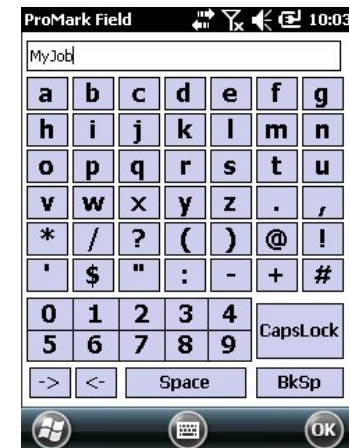 ProMark Field 10:03
MyJob
a b c d e f g
h i j k l m n
o p q r s t u
v w x y z . ,
* / ? ( ) @ !
' $ " : - + #
0 1 2 3 4 CapsLock
5 6 7 8 9
-> <- Space BkSp
OK